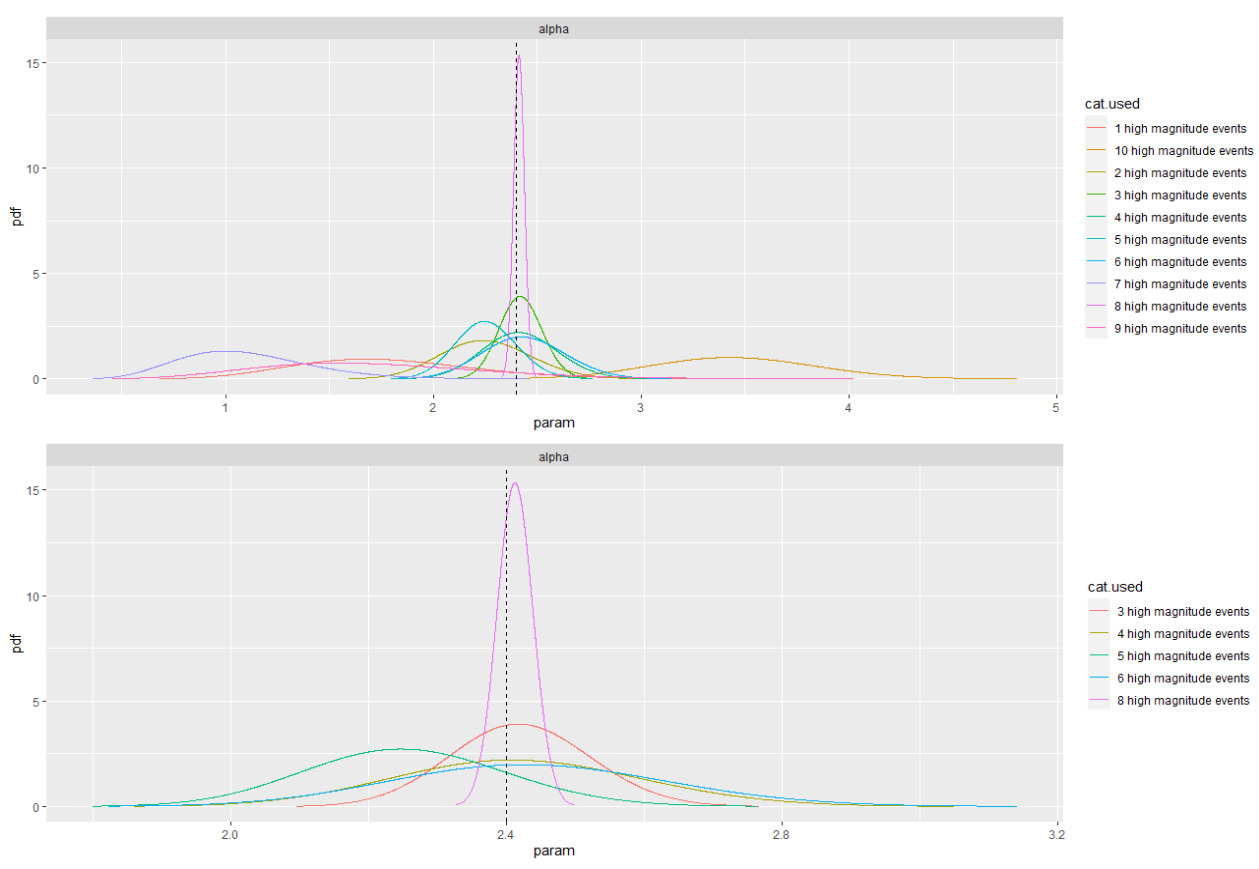 alpha
15
10
5
0
pdf
1
2
3
4
5
param
cat.used
1 high magnitude events
10 high magnitude events
2 high magnitude events
3 high magnitude events
4 high magnitude events
5 high magnitude events
6 high magnitude events
7 high magnitude events
8 high magnitude events
9 high magnitude events
alpha
15
10
5
0
pdf
2.0
2.4
2.8
3.2
param
cat.used
3 high magnitude events
4 high magnitude events
5 high magnitude events
6 high magnitude events
8 high magnitude events